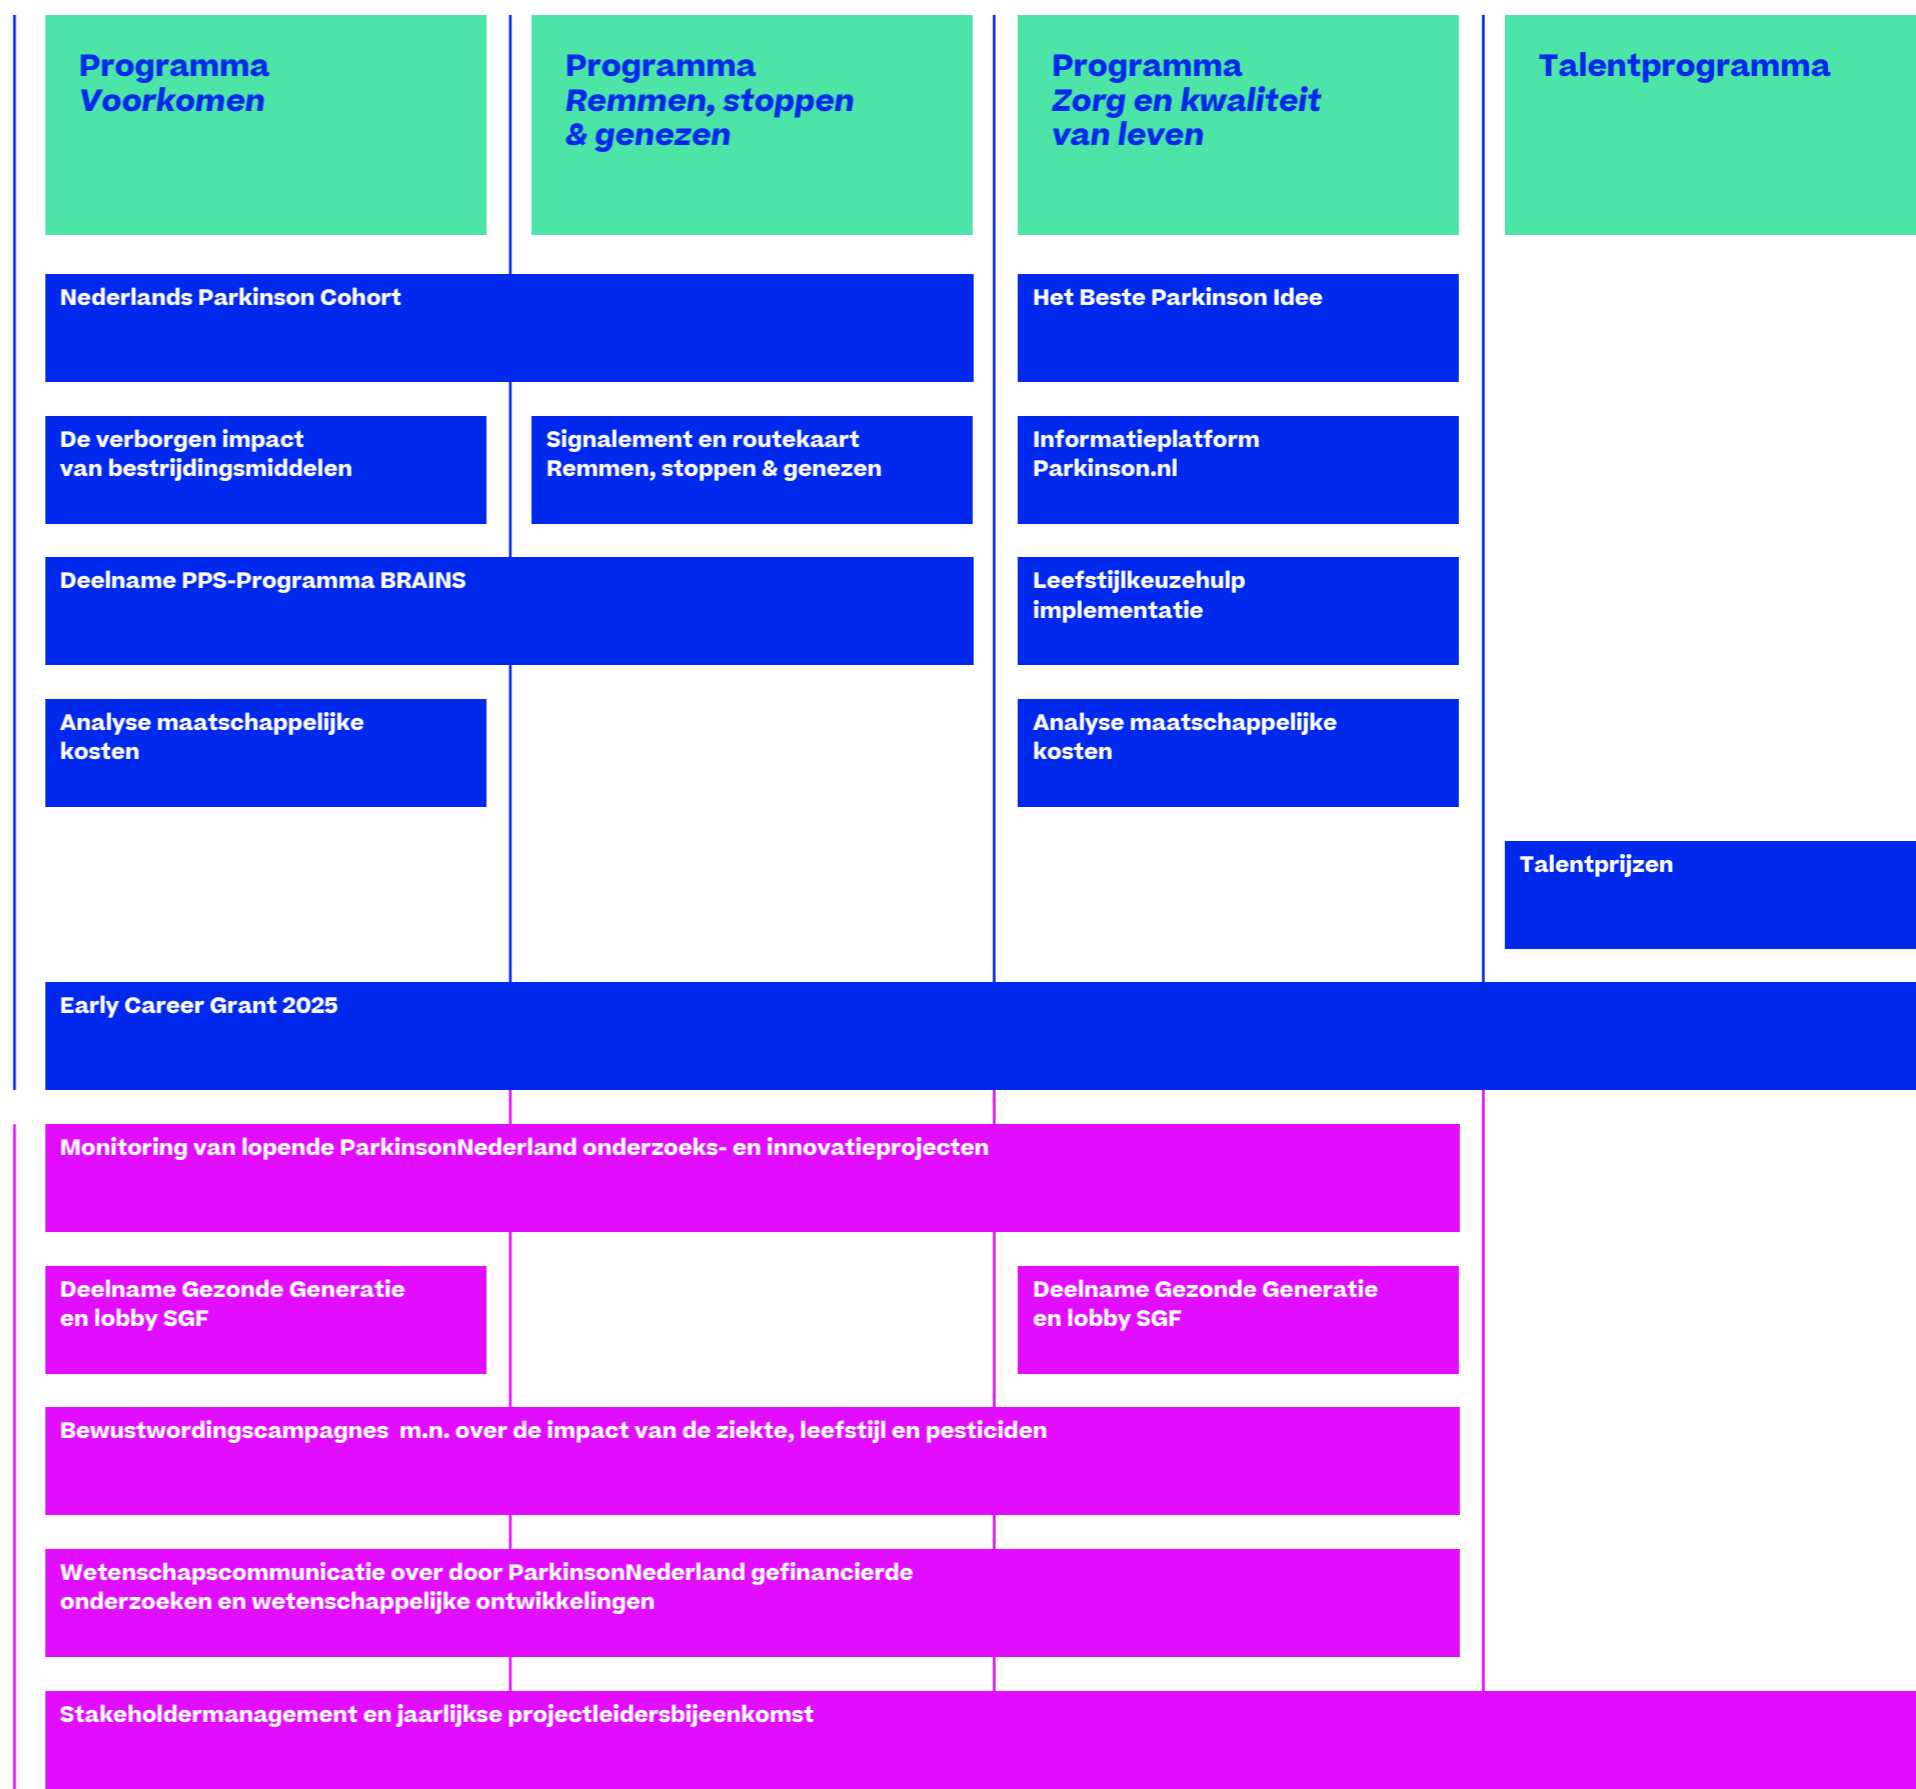 Programma
Voorkomen
Programma
Remmen, stoppen
& genezen
Programma
Zorg en kwaliteit
van leven
Talentprogramma
Nederlands Parkinson Cohort
Het Beste Parkinson Idee
De verborgen impact
van bestrijdingsmiddelen
Signalement en routekaart
Remmen, stoppen & genezen
Informatieplatform
Parkinson.nl
Deelname PPS-Programma BRAINS
Leefstijlkeuzehulp
implementatie
Analyse maatschappelijke
kosten
Analyse maatschappelijke
kosten
Talentprijzen
Early Career Grant 2025
Monitoring van lopende ParkinsonNederland onderzoeks- en innovatieprojecten
Deelname Gezonde Generatie
en lobby SGF
Deelname Gezonde Generatie
en lobby SGF
Bewustwordingscampagnes  m.n. over de impact van de ziekte, leefstijl en pesticiden
Wetenschapscommunicatie over door ParkinsonNederland gefinancierde
onderzoeken en wetenschappelijke ontwikkelingen
Stakeholdermanagement en jaarlijkse projectleidersbijeenkomst